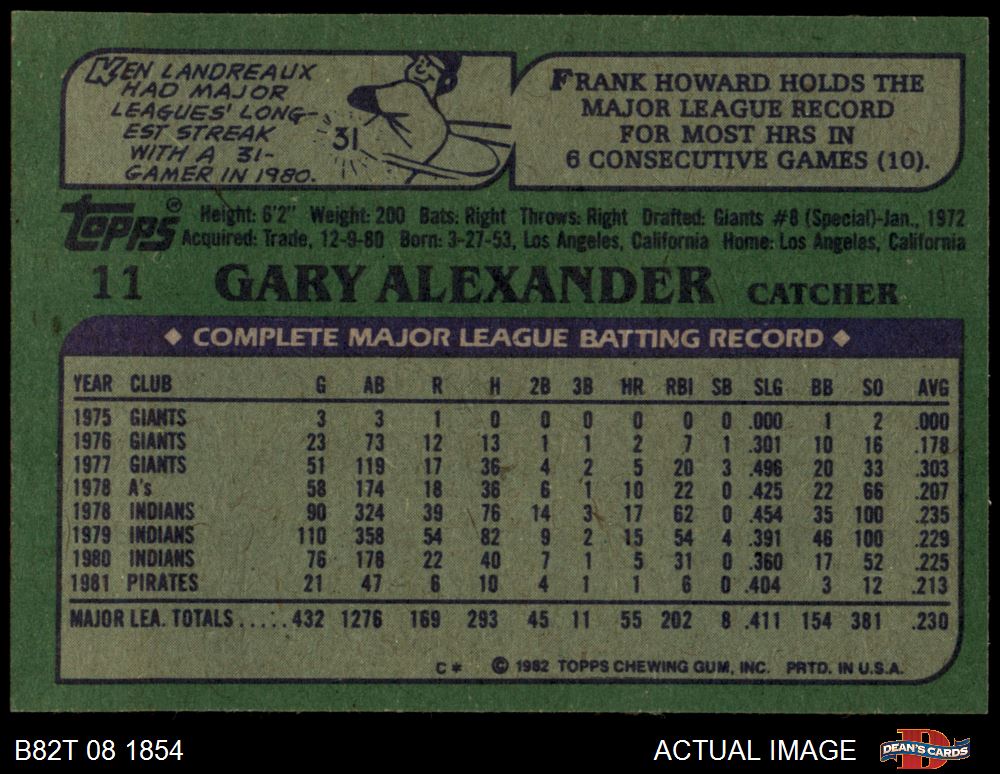 KEN LANDREAUX
HAD MAJOR
LEAGUES' LONG-
EST STREAK
WITH A 31-
GAMER IN 1980.
31
FRANK HOWARD HOLDS THE
MAJOR LEAGUE RECORD
FOR MOST HRS IN
6 CONSECUTIVE GAMES (10).
Topps®
Height: 6'2" Weight: 200 Bats: Right Throws: Right Drafted: Giants #8 (Special)-Jan., 1972
Acquired: Trade, 12-9-80 Born: 3-27-53, Los Angeles, California Home: Los Angeles, California
11 GARY ALEXANDER CATCHER
◆ COMPLETE MAJOR LEAGUE BATTING RECORD ◆
YEAR CLUB G AB R H 2B 3B HR RBI SB SLG BB SO AVG
1975 GIANTS 3 3 1 0 0 0 0 0 0 .000 1 2 .000
1976 GIANTS 23 73 12 13 1 1 2 7 1 .301 10 16 .178
1977 GIANTS 51 119 17 36 4 2 5 20 3 .496 20 33 .303
1978 A's 58 174 18 36 6 1 10 22 0 .425 22 66 .207
1978 INDIANS 90 324 39 76 14 3 17 62 0 .454 35 100 .235
1979 INDIANS 110 358 54 82 9 2 15 54 4 .391 46 100 .229
1980 INDIANS 76 178 22 40 7 1 5 31 0 .360 17 52 .225
1981 PIRATES 21 47 6 10 4 1 1 6 0 .404 3 12 .213
MAJOR LEA. TOTALS.....432 1276 169 293 45 11 55 202 8 .411 154 381 .230
C* © 1982 TOPPS CHEWING GUM, INC. PRTD. IN U.S.A.
B82T 08 1854 ACTUAL IMAGE DEAN'S CARDS